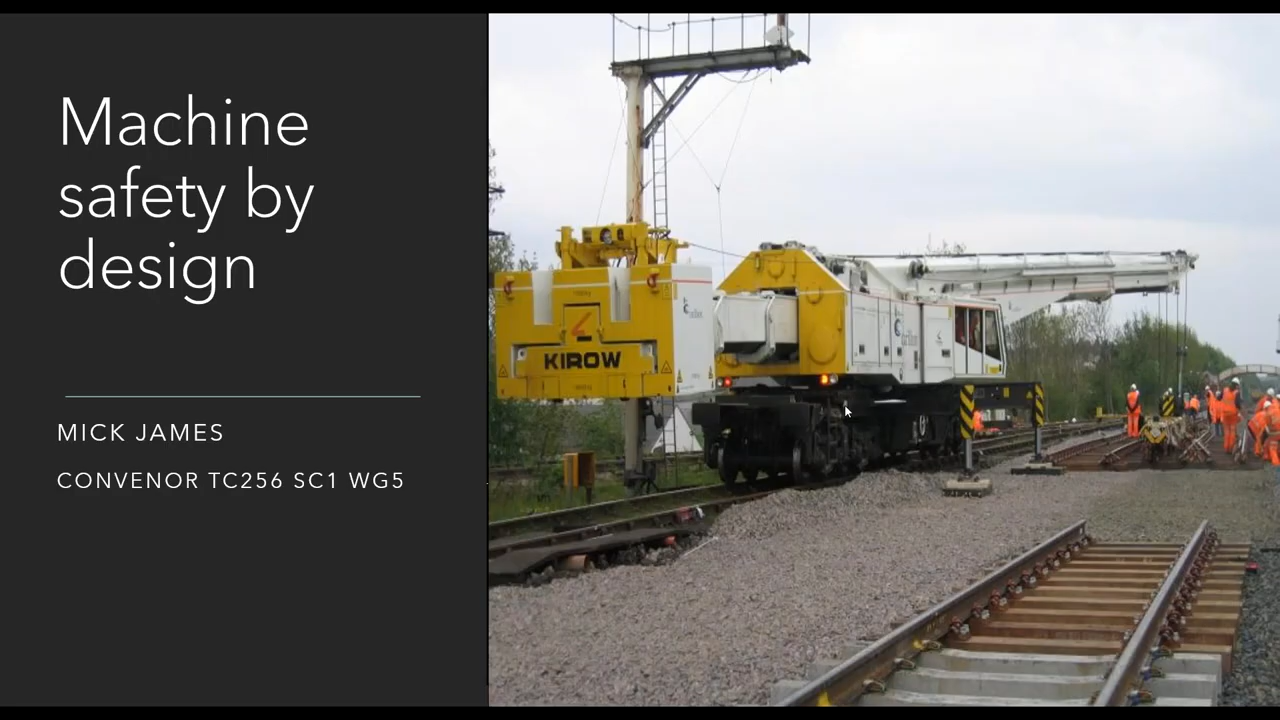 Machine
safety by
design
MICK JAMES
CONVENOR TC256 SC1 WG5
KIROW